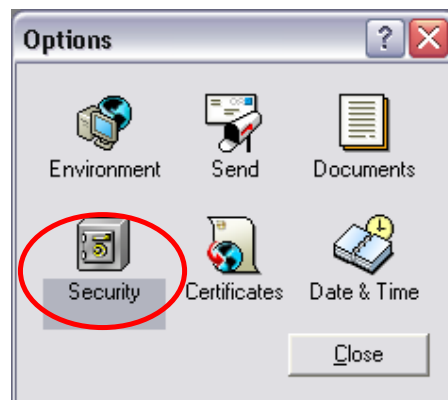 Options
Environment Send Documents
Security Certificates Date & Time
Close